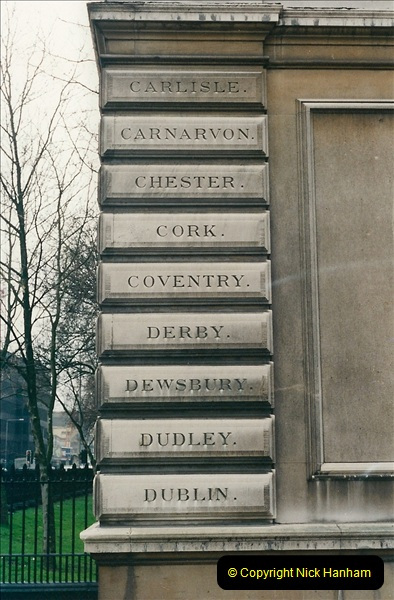 CARLISLE.
CARNARVON.
CHESTER.
CORK.
COVENTRY.
DERBY.
DEWSBURY.
DUDLEY.
DUBLIN.
© Copyright Nick Hanham